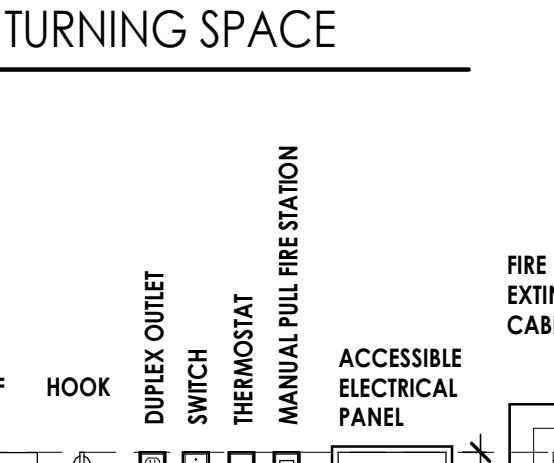 TURNING SPACE
HOOK
DUPLEX OUTLET
SWITCH
THERMOSTAT
MANUAL PULL FIRE STATION
ACCESSIBLE
ELECTRICAL
PANEL
FIRE